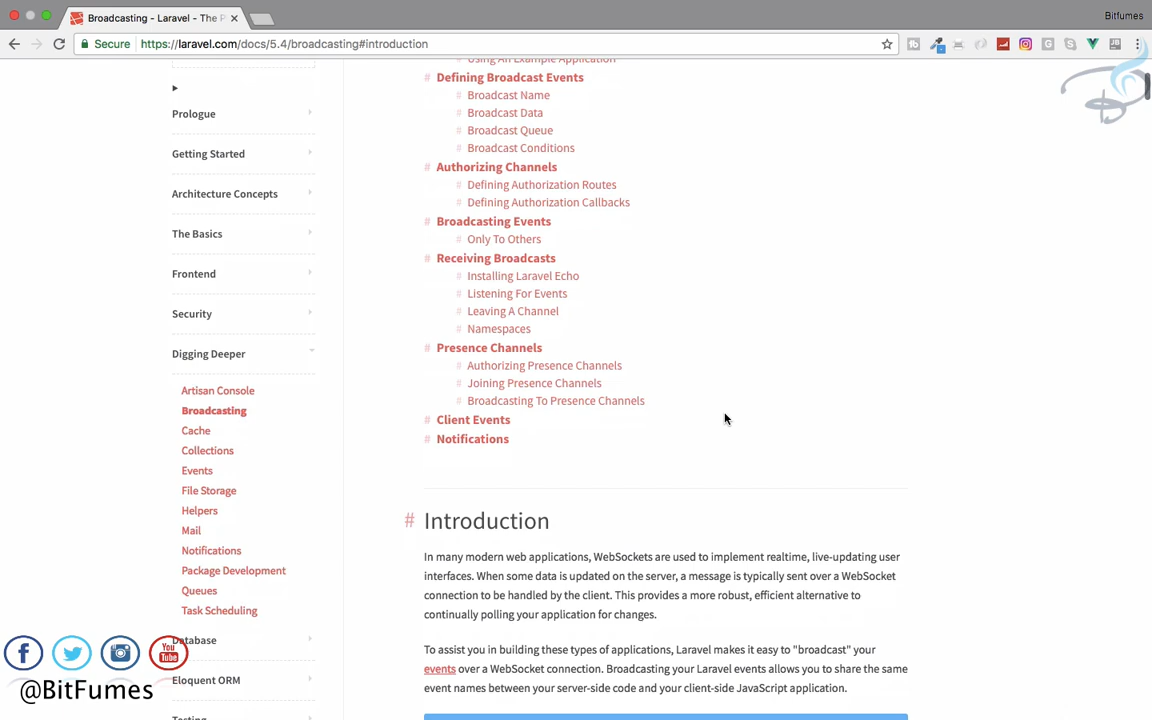 Broadcasting - Laravel - The P
Bitfumes
Secure
https://laravel.com/docs/5.4/broadcasting#introduction
Using An Example Application
# Defining Broadcast Events
# Broadcast Name
# Broadcast Data
# Broadcast Queue
# Broadcast Conditions
# Authorizing Channels
# Defining Authorization Routes
# Defining Authorization Callbacks
# Broadcasting Events
# Only To Others
# Receiving Broadcasts
# Installing Laravel Echo
# Listening For Events
# Leaving A Channel
# Namespaces
# Presence Channels
# Authorizing Presence Channels
# Joining Presence Channels
# Broadcasting To Presence Channels
# Client Events
# Notifications
Prologue
Getting Started
Architecture Concepts
The Basics
Frontend
Security
Digging Deeper
Artisan Console
Broadcasting
Cache
Collections
Events
File Storage
Helpers
Mail
Notifications
Package Development
Queues
Task Scheduling
Database
Eloquent ORM
Testing
# Introduction
In many modern web applications, WebSockets are used to implement realtime, live-updating user
interfaces. When some data is updated on the server, a message is typically sent over a WebSocket
connection to be handled by the client. This provides a more robust, efficient alternative to
continually polling your application for changes.
To assist you in building these types of applications, Laravel makes it easy to "broadcast" your
events over a WebSocket connection. Broadcasting your Laravel events allows you to share the same
event names between your server-side code and your client-side JavaScript application.
You
Tube
@BitFumes